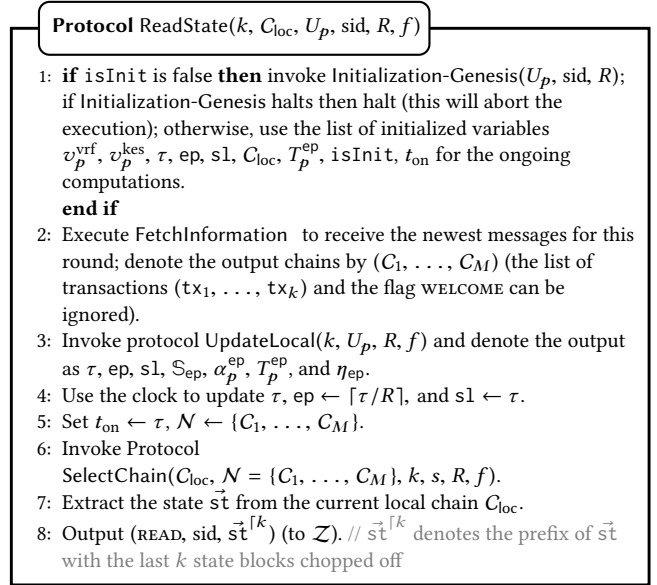 Protocol ReadState(k, 𝒞_loc, U_p, sid, R, f)
1: if isInit is false then invoke Initialization-Genesis(U_p, sid, R);
if Initialization-Genesis halts then halt (this will abort the
execution); otherwise, use the list of initialized variables
v_p^vrf, v_p^kes, τ, ep, sl, 𝒞_loc, T_p^ep, isInit, t_on for the ongoing
computations.
end if
2: Execute FetchInformation to receive the newest messages for this
round; denote the output chains by (𝒞_1, . . . , 𝒞_M) (the list of
transactions (tx_1, . . . , tx_k) and the flag WELCOME can be
ignored).
3: Invoke protocol UpdateLocal(k, U_p, R, f) and denote the output
as τ, ep, sl, 𝕊_ep, α_p^ep, T_p^ep, and η_ep.
4: Use the clock to update τ, ep ← ⌈τ/R⌉, and sl ← τ.
5: Set t_on ← τ, 𝒩 ← {𝒞_1, . . . , 𝒞_M}.
6: Invoke Protocol
SelectChain(𝒞_loc, 𝒩 = {𝒞_1, . . . , 𝒞_M}, k, s, R, f).
7: Extract the state s⃗t from the current local chain 𝒞_loc.
8: Output (READ, sid, s⃗t^⌈k) (to 𝒵). // s⃗t^⌈k denotes the prefix of s⃗t
with the last k state blocks chopped off